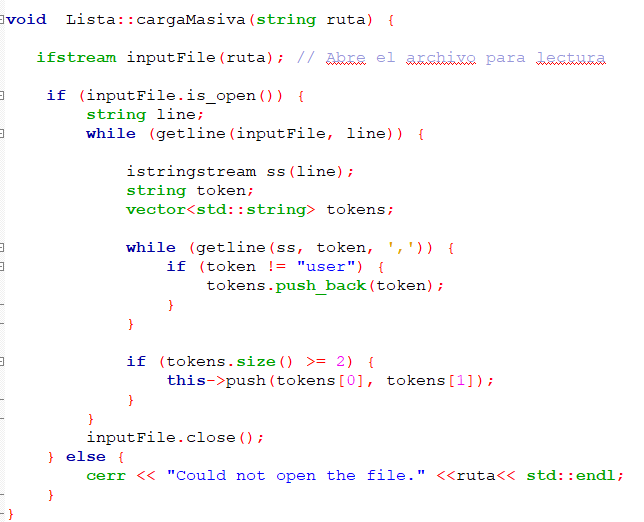 void  Lista::cargaMasiva(string ruta) {
ifstream inputFile(ruta); // Abre el archivo para lectura
if (inputFile.is_open()) {
string line;
while (getline(inputFile, line)) {
istringstream ss(line);
string token;
vector<std::string> tokens;
while (getline(ss, token, ',')) {
if (token != "user") {
tokens.push_back(token);
}
}
if (tokens.size() >= 2) {
this->push(tokens[0], tokens[1]);
}
}
inputFile.close();
} else {
cerr << "Could not open the file." <<ruta<< std::endl;
}
}